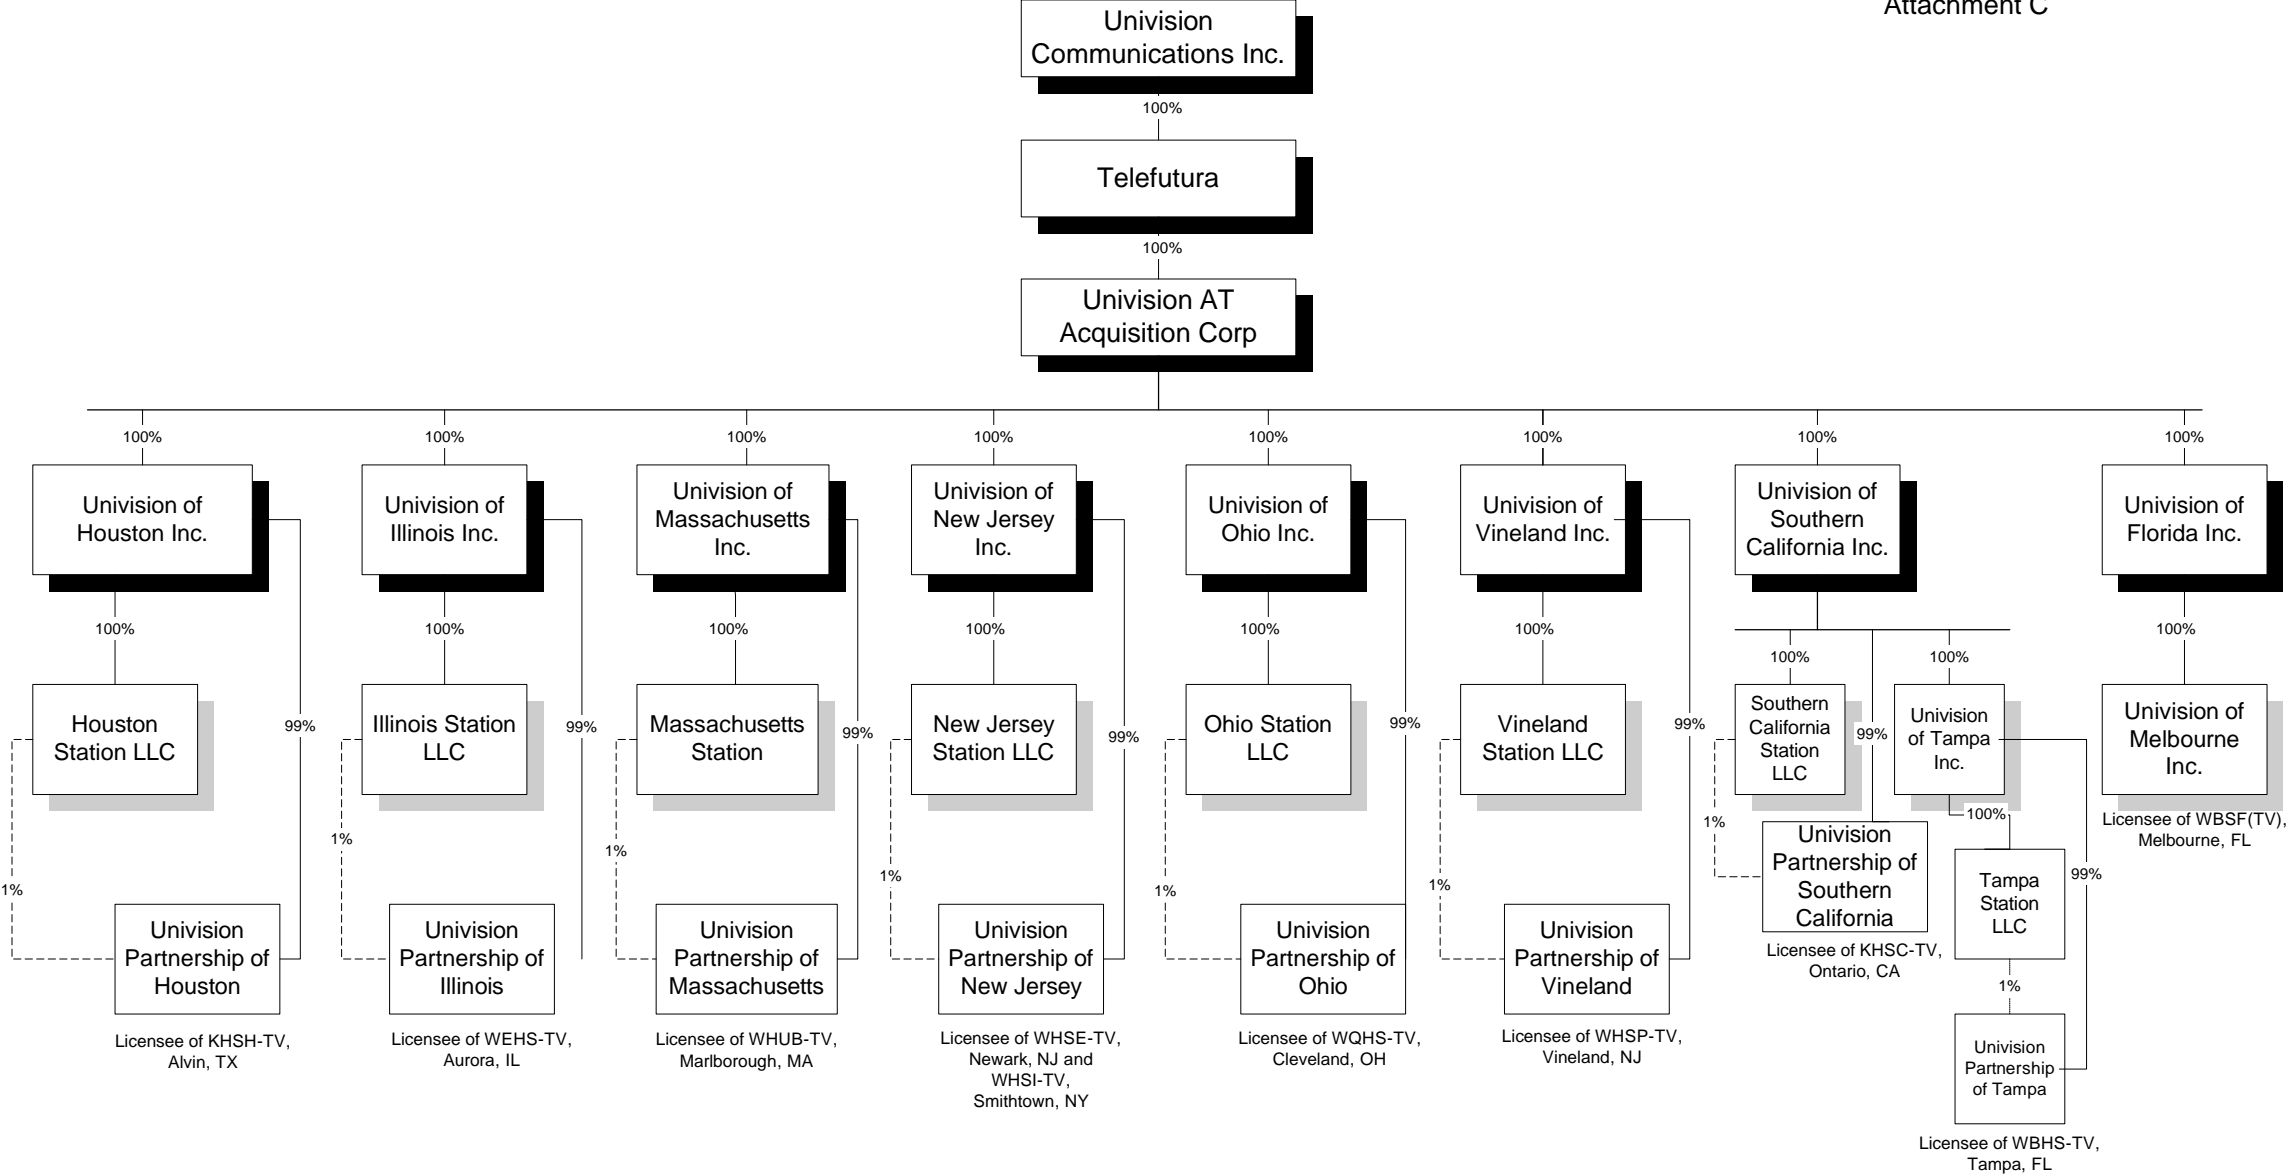 Attachment C
Univision
Communications Inc.
100%
Telefutura
100%
Univision AT
Acquisition Corp
100%
100%
100%
100%
100%
100%
100%
100%
Univision of
Houston Inc.
Univision of
Illinois Inc.
Univision of
Massachusetts
Inc.
Univision of
New Jersey
Inc.
Univision of
Ohio Inc.
Univision of
Vineland Inc.
Univision of
Southern
California Inc.
Univision of
Florida Inc.
100%
100%
100%
100%
100%
100%
100%
100%
100%
Houston
Station LLC
99%
Illinois Station
LLC
99%
Massachusetts
Station
99%
New Jersey
Station LLC
99%
Ohio Station
LLC
99%
Vineland
Station LLC
99%
Southern
California
Station
LLC
99%
Univision
of Tampa
Inc.
Univision of
Melbourne
Inc.
Licensee of WBSF(TV),
Melbourne, FL
1%
1%
1%
1%
1%
1%
1%
100%
99%
Univision
Partnership of
Houston
Univision
Partnership of
Illinois
Univision
Partnership of
Massachusetts
Univision
Partnership of
New Jersey
Univision
Partnership of
Ohio
Univision
Partnership of
Vineland
Univision
Partnership of
Southern
California
Licensee of KHSC-TV,
Ontario, CA
Tampa
Station
LLC
1%
Univision
Partnership
of Tampa
Licensee of WBHS-TV,
Tampa, FL
Licensee of KHSH-TV,
Alvin, TX
Licensee of WEHS-TV,
Aurora, IL
Licensee of WHUB-TV,
Marlborough, MA
Licensee of WHSE-TV,
Newark, NJ and
WHSI-TV,
Smithtown, NY
Licensee of WQHS-TV,
Cleveland, OH
Licensee of WHSP-TV,
Vineland, NJ